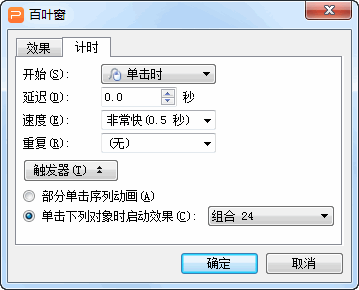 百叶窗
效果 计时
开始(S): 单击时
延迟(D): 0.0 秒
速度(E): 非常快(0.5 秒)
重复(R): (无)
触发器(T)
部分单击序列动画(A)
单击下列对象时启动效果(C): 组合 24
确定 取消